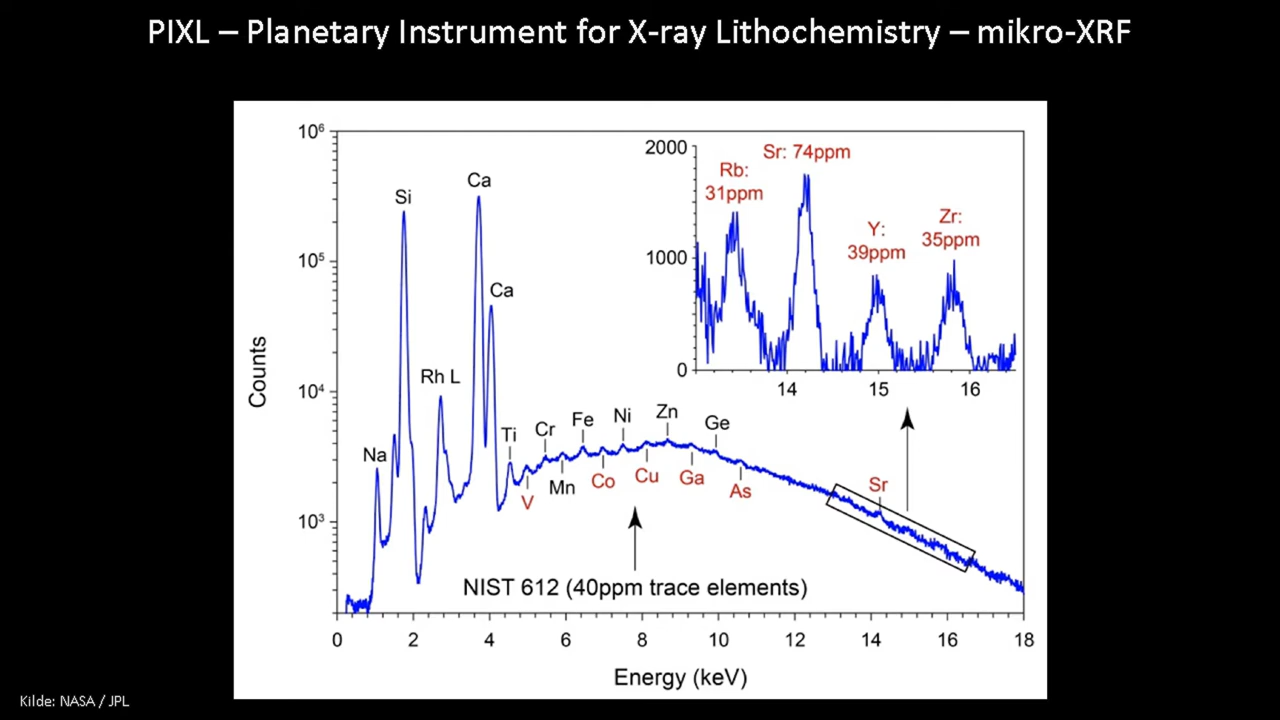 PIXL – Planetary Instrument for X-ray Lithochemistry – mikro-XRF
10⁶
10⁵
10⁴
10³
Counts
Na
Si
Rh L
Ca
Ca
Ti
V
Cr
Mn
Fe
Co
Ni
Cu
Zn
Ga
Ge
As
Sr
2000
1000
0
Rb:
31ppm
Sr: 74ppm
Y:
39ppm
Zr:
35ppm
14 15 16
NIST 612 (40ppm trace elements)
0 2 4 6 8 10 12 14 16 18
Energy (keV)
Kilde: NASA / JPL